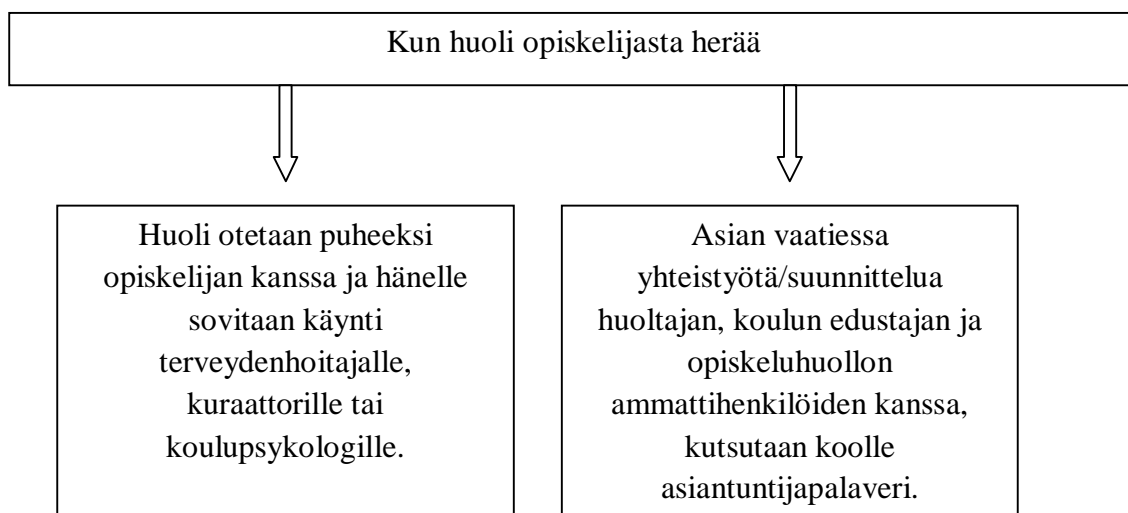 Kun huoli opiskelijasta herää
Huoli otetaan puheeksi
opiskelijan kanssa ja hänelle
sovitaan käynti
terveydenhoitajalle,
kuraattorille tai
koulupsykologille.
Asian vaatiessa
yhteistyötä/suunnittelua
huoltajan, koulun edustajan ja
opiskeluhuollon
ammattihenkilöiden kanssa,
kutsutaan koolle
asiantuntijapalaveri.